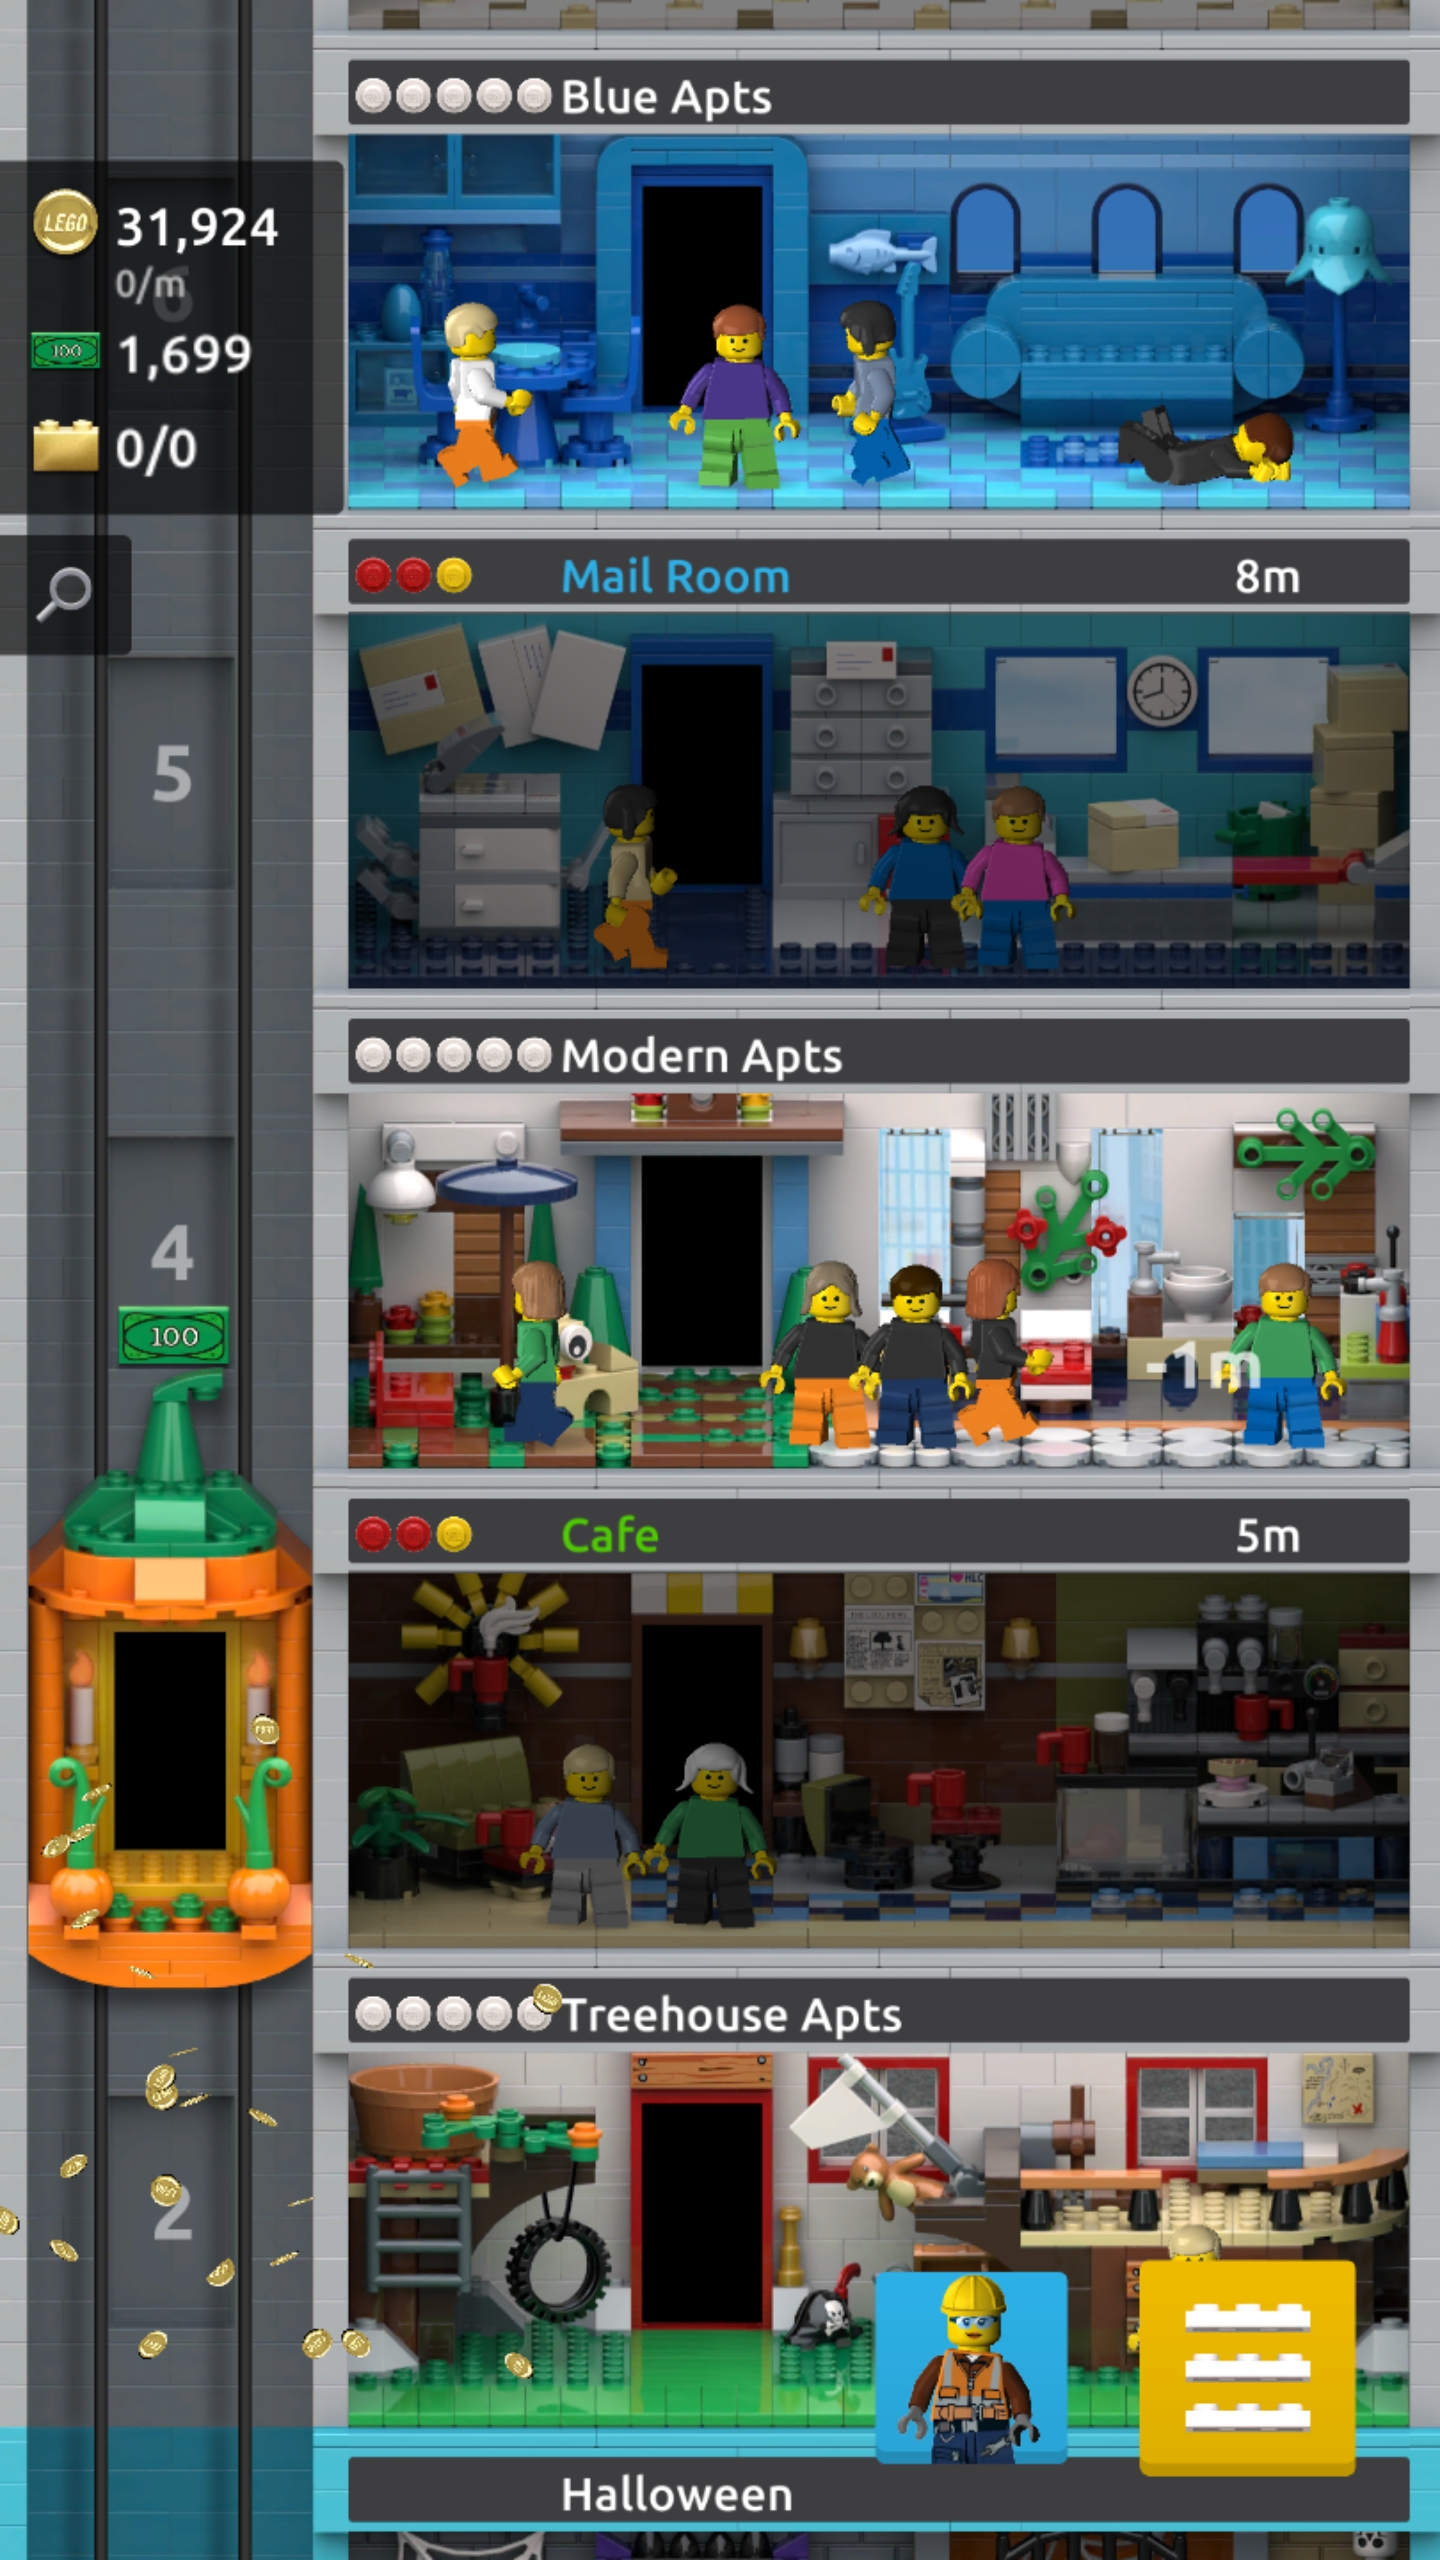 Blue Apts
LEGO 31,924
0/m
6
100 1,699
0/0
Mail Room 8m
5
Modern Apts
4
100
-1m
Cafe 5m
Treehouse Apts
2
Halloween